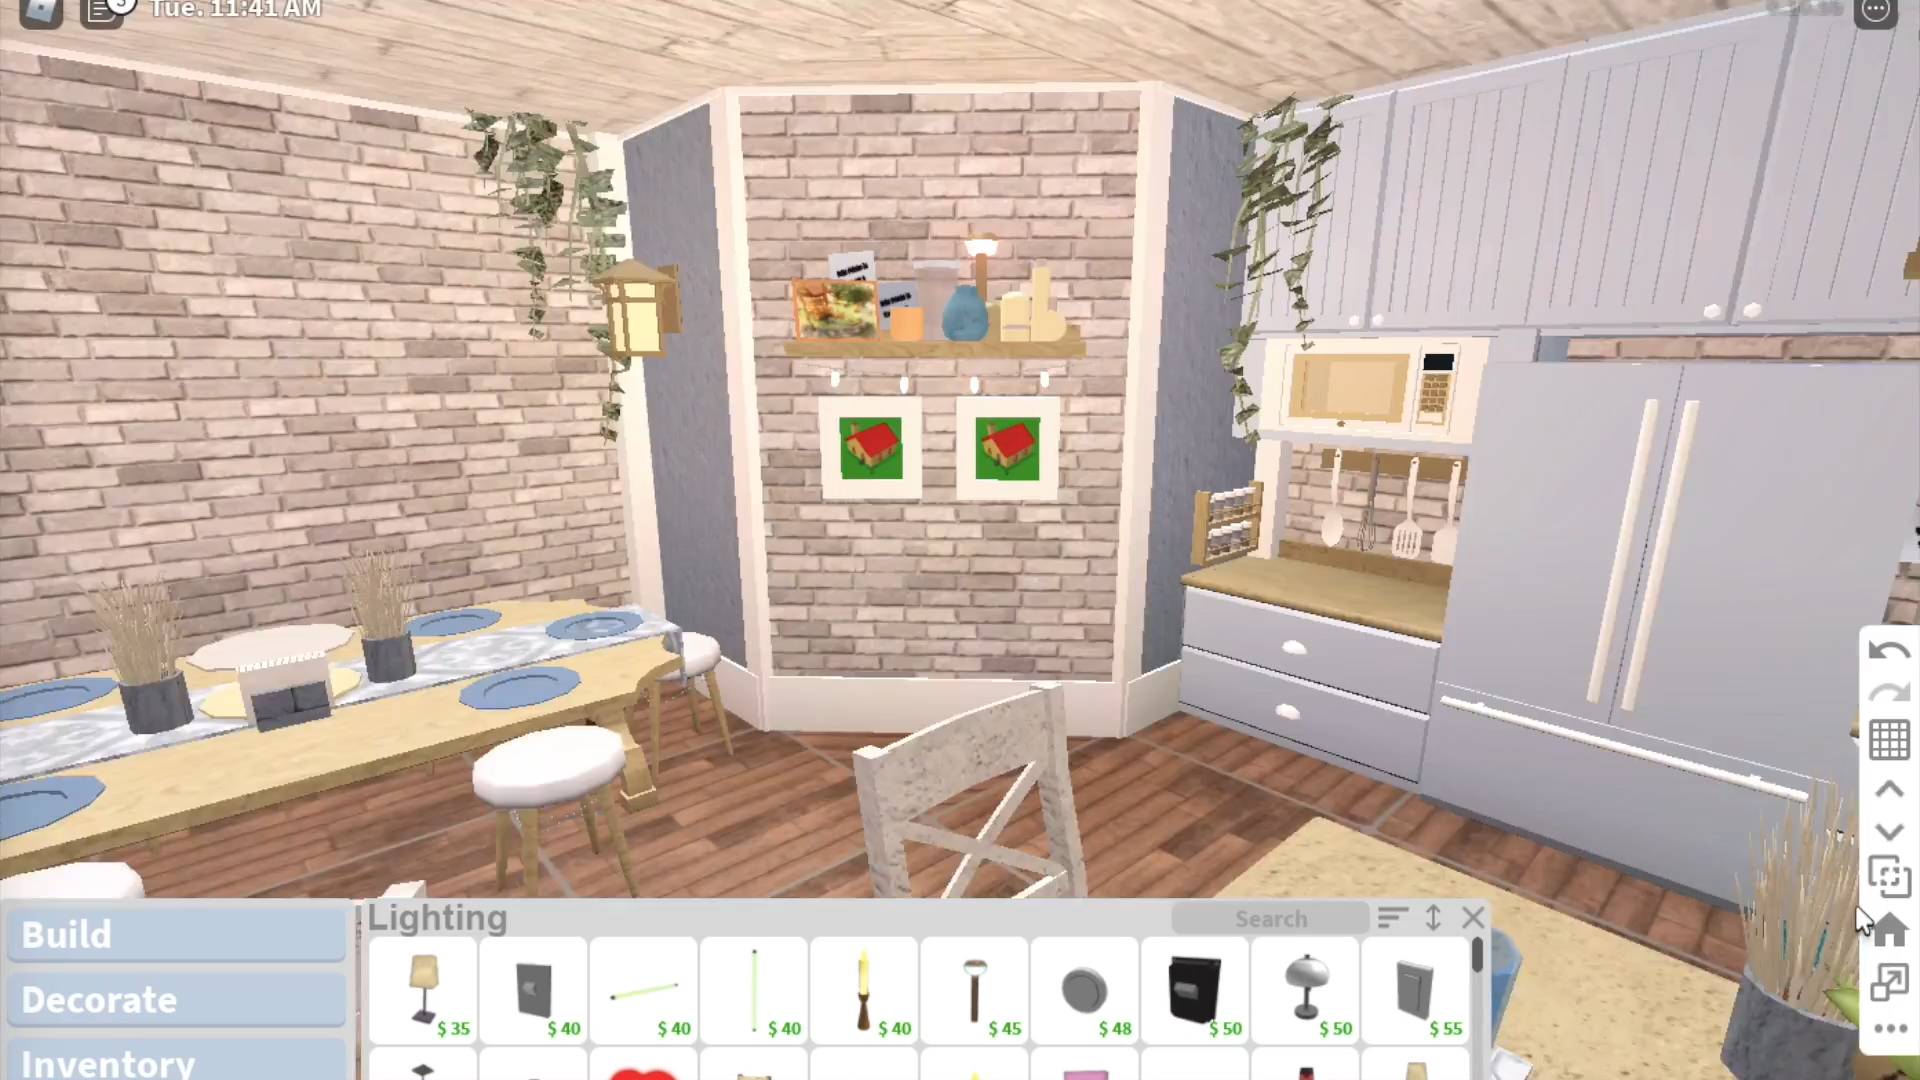 Tue. 11:41 AM
Lighting
Search
Build
Decorate
Inventory
$ 35
$ 40
$ 40
$ 40
$ 40
$ 45
$ 48
$ 50
$ 50
$ 55